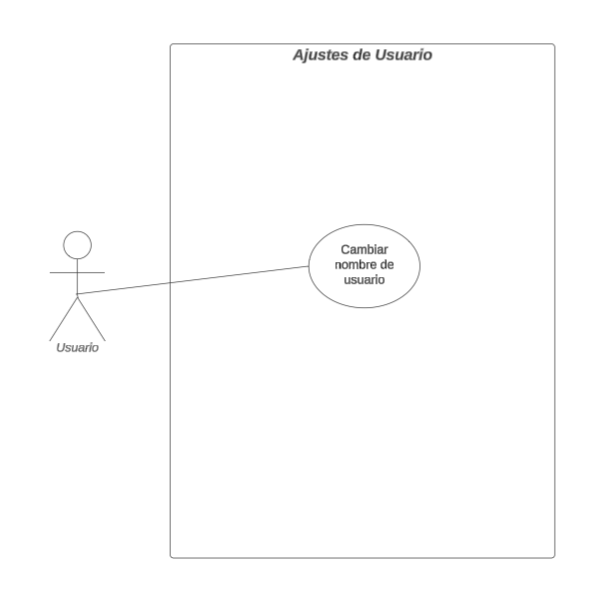 Ajustes de Usuario
Cambiar
nombre de
usuario
Usuario